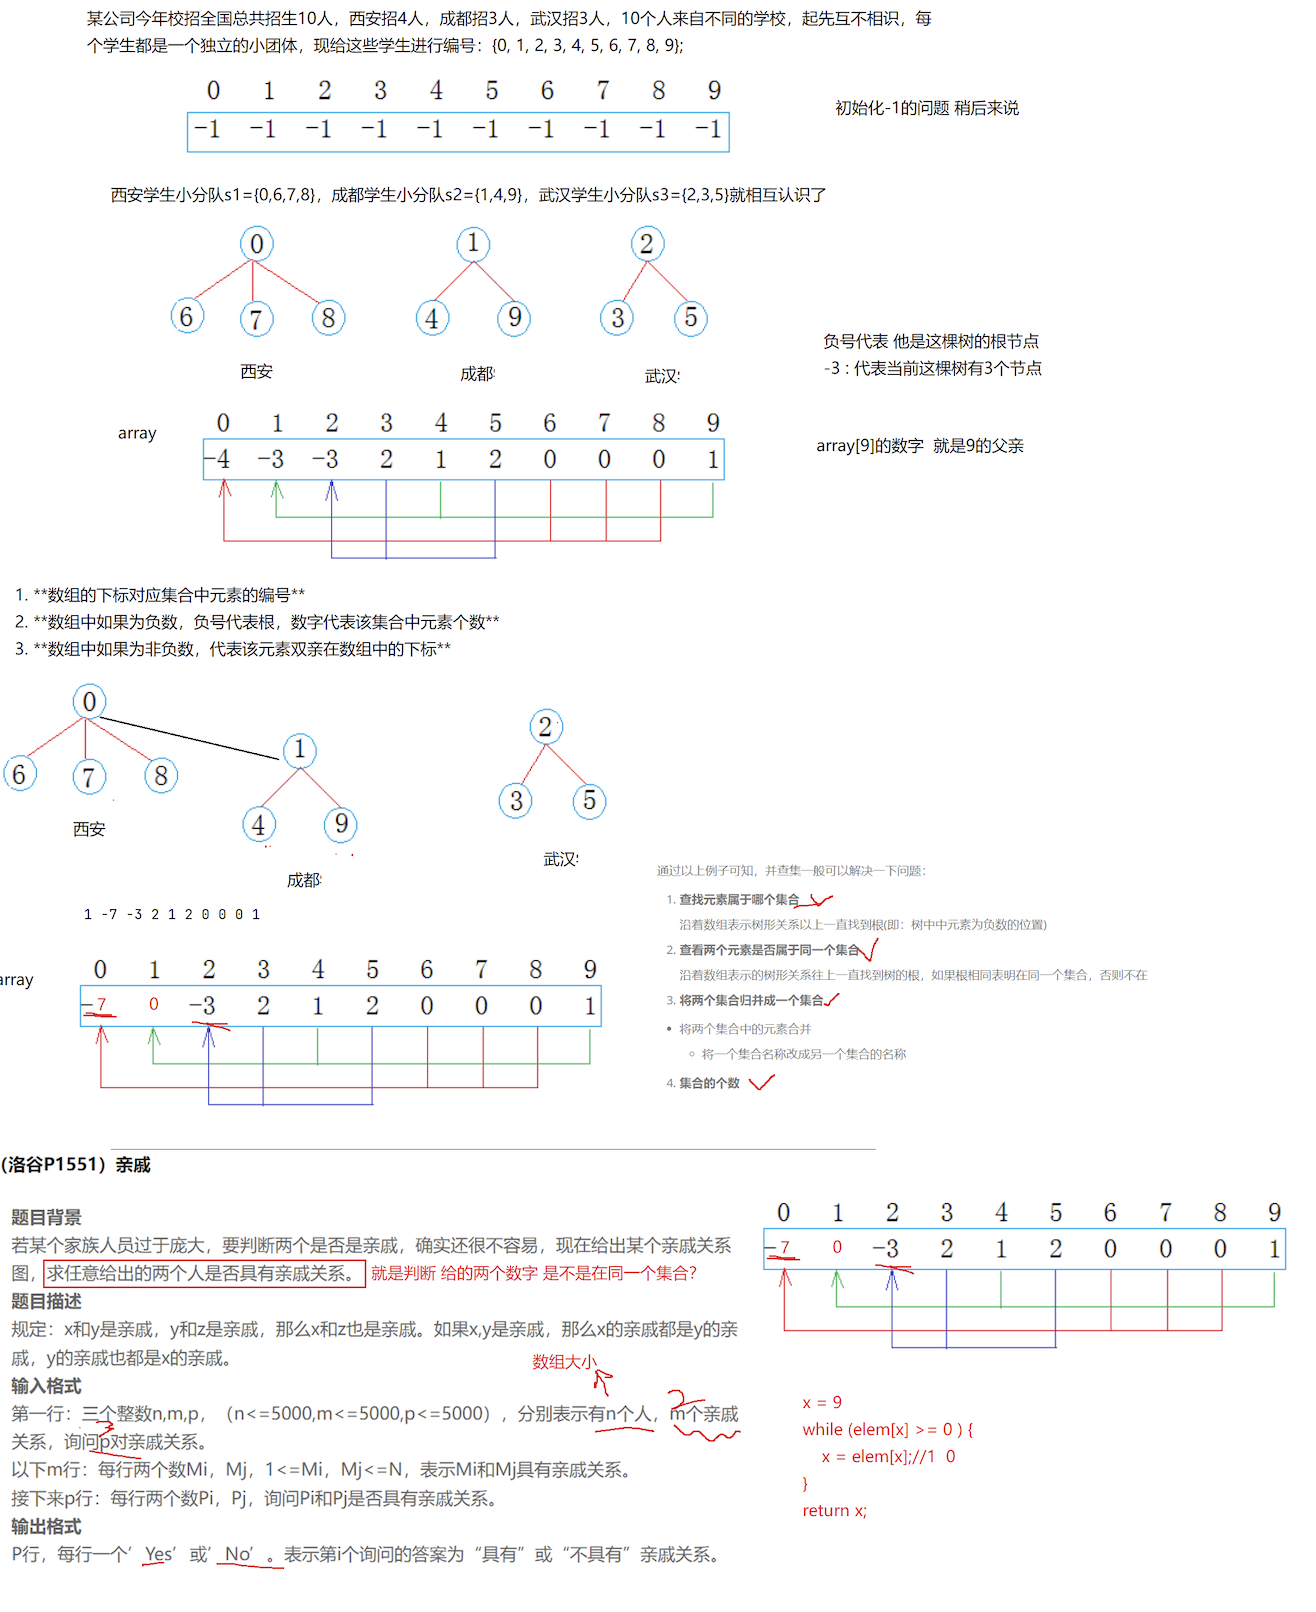 某公司今年校招全国总共招生10人，西安招4人，成都招3人，武汉招3人，10个人来自不同的学校，起先互不相识，每
个学生都是一个独立的小团体，现给这些学生进行编号：{0, 1, 2, 3, 4, 5, 6, 7, 8, 9};
0 1 2 3 4 5 6 7 8 9
-1 -1 -1 -1 -1 -1 -1 -1 -1 -1
初始化-1的问题 稍后来说
西安学生小分队s1={0,6,7,8}，成都学生小分队s2={1,4,9}，武汉学生小分队s3={2,3,5}就相互认识了
0 1 2
6 7 8 4 9 3 5
西安 成都 武汉
负号代表 他是这棵树的根节点
-3 : 代表当前这棵树有3个节点
array
0 1 2 3 4 5 6 7 8 9
-4 -3 -3 2 1 2 0 0 0 1
array[9]的数字 就是9的父亲
1. **数组的下标对应集合中元素的编号**
2. **数组中如果为负数，负号代表根，数字代表该集合中元素个数**
3. **数组中如果为非负数，代表该元素双亲在数组中的下标**
0 1 2
6 7 8 4 9 3 5
西安
成都
武汉
1 -7 -3 2 1 2 0 0 0 1
array
0 1 2 3 4 5 6 7 8 9
-7 0 -3 2 1 2 0 0 0 1
通过以上例子可知，并查集一般可以解决一下问题：
1. 查找元素属于哪个集合
沿着数组表示树形关系以上一直找到根(即：树中中元素为负数的位置)
2. 查看两个元素是否属于同一个集合
沿着数组表示的树形关系往上一直找到树的根，如果根相同表明在同一个集合，否则不在
3. 将两个集合归并成一个集合
• 将两个集合中的元素合并
○ 将一个集合名称改成另一个集合的名称
4. 集合的个数
(洛谷P1551）亲戚
题目背景
若某个家族人员过于庞大，要判断两个是否是亲戚，确实还很不容易，现在给出某个亲戚关系
图，求任意给出的两个人是否具有亲戚关系。 就是判断 给的两个数字 是不是在同一个集合？
题目描述
规定：x和y是亲戚，y和z是亲戚，那么x和z也是亲戚。如果x,y是亲戚，那么x的亲戚都是y的亲
戚，y的亲戚也都是x的亲戚。
数组大小
输入格式
2
第一行：三个整数n,m,p，（n<=5000,m<=5000,p<=5000），分别表示有n个人，m个亲戚
3
关系，询问p对亲戚关系。
以下m行：每行两个数Mi，Mj，1<=Mi，Mj<=N，表示Mi和Mj具有亲戚关系。
接下来p行：每行两个数Pi，Pj，询问Pi和Pj是否具有亲戚关系。
输出格式
P行，每行一个’Yes’或’No’。表示第i个询问的答案为“具有”或“不具有”亲戚关系。
0 1 2 3 4 5 6 7 8 9
-7 0 -3 2 1 2 0 0 0 1
x = 9
while (elem[x] >= 0 ) {
x = elem[x];//1 0
}
return x;